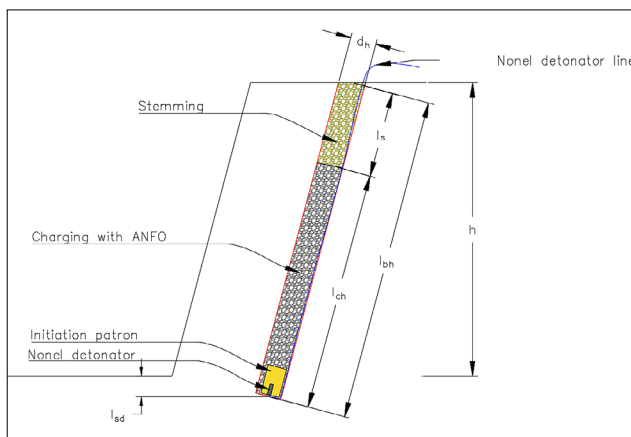 d_h
Nonel detonator line
Stemming
l_s
h
Charging with ANFO
l_bh
l_ch
Initiation patron
Nonel detonator
l_sd